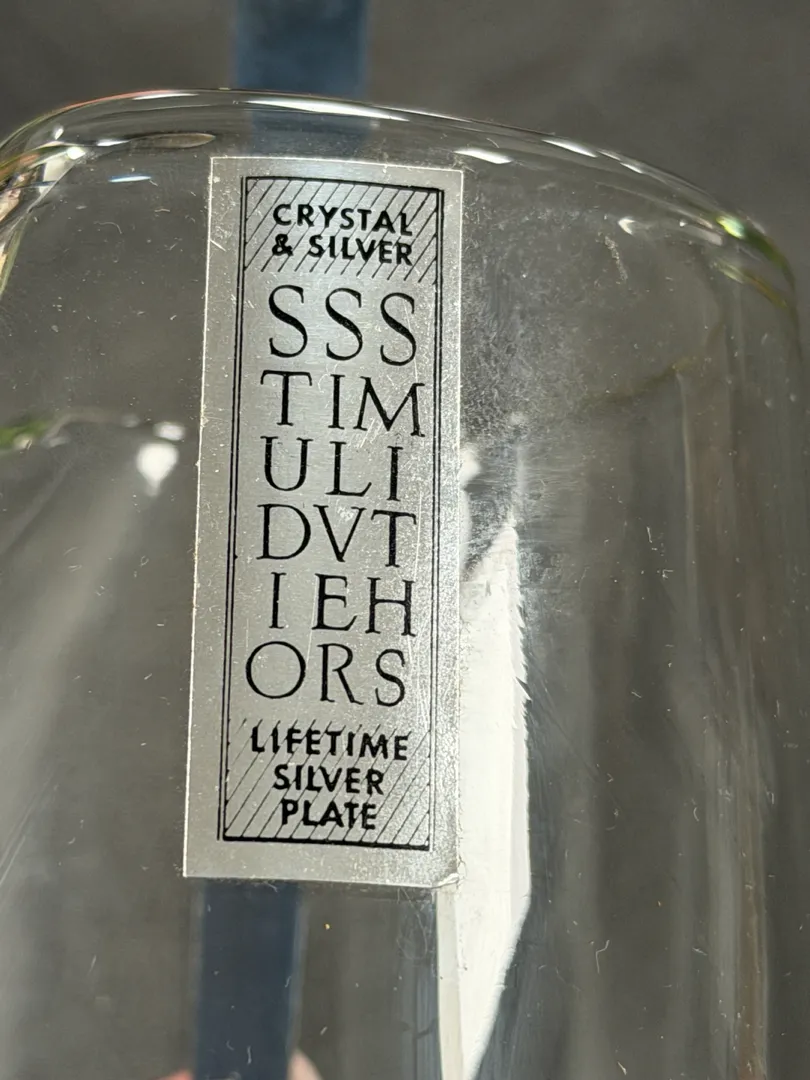 CRYSTAL
& SILVER
SSS
TIM
ULI
DVT
IEH
ORS
LIFETIME
SILVER
PLATE